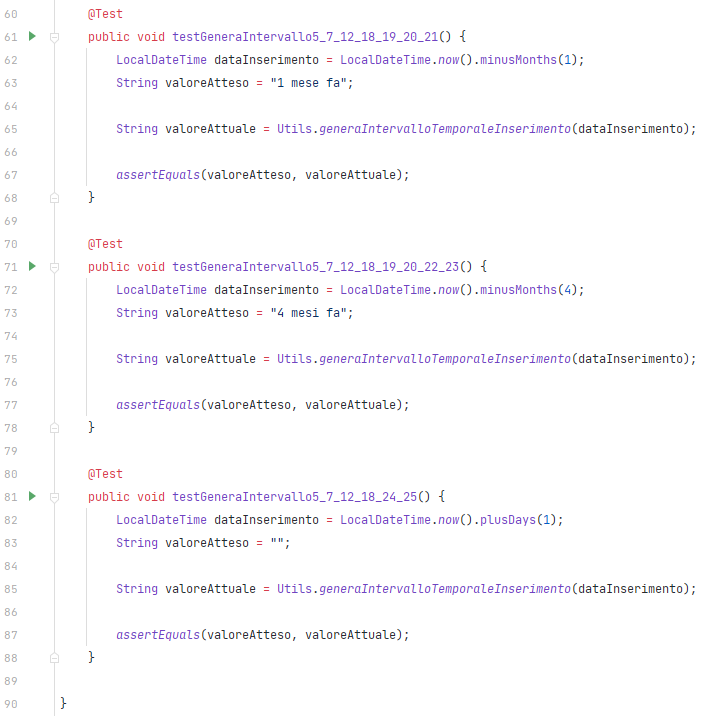 60 @Test
61 public void testGeneraIntervallo5_7_12_18_19_20_21() {
62 LocalDateTime dataInserimento = LocalDateTime.now().minusMonths(1);
63 String valoreAtteso = "1 mese fa";
64
65 String valoreAttuale = Utils.generaIntervalloTemporaleInserimento(dataInserimento);
66
67 assertEquals(valoreAtteso, valoreAttuale);
68 }
69
70 @Test
71 public void testGeneraIntervallo5_7_12_18_19_20_22_23() {
72 LocalDateTime dataInserimento = LocalDateTime.now().minusMonths(4);
73 String valoreAtteso = "4 mesi fa";
74
75 String valoreAttuale = Utils.generaIntervalloTemporaleInserimento(dataInserimento);
76
77 assertEquals(valoreAtteso, valoreAttuale);
78 }
79
80 @Test
81 public void testGeneraIntervallo5_7_12_18_24_25() {
82 LocalDateTime dataInserimento = LocalDateTime.now().plusDays(1);
83 String valoreAtteso = "";
84
85 String valoreAttuale = Utils.generaIntervalloTemporaleInserimento(dataInserimento);
86
87 assertEquals(valoreAtteso, valoreAttuale);
88 }
89
90 }